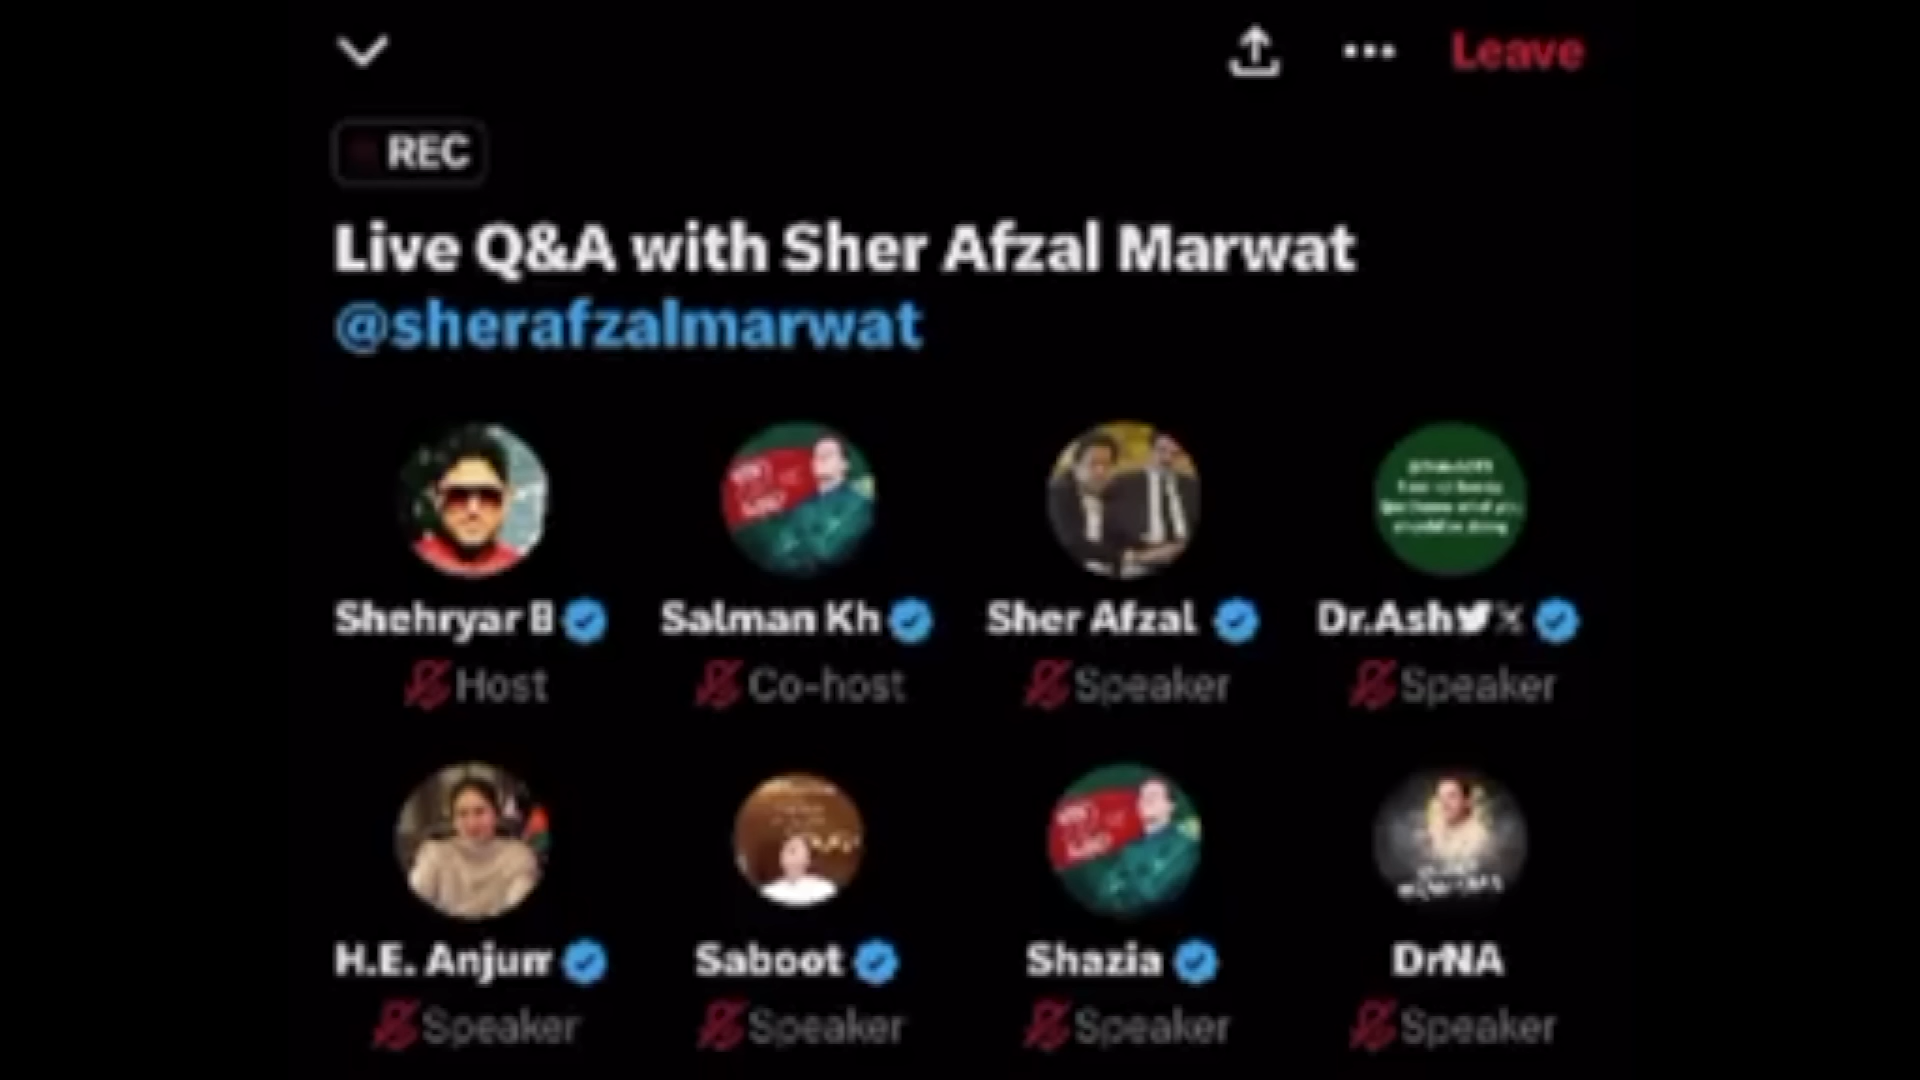 Leave
REC
Live Q&A with Sher Afzal Marwat
@sherafzalmarwat
Shehryar B
Salman Kh
Sher Afzal
Dr.Ash
Host
Co-host
Speaker
Speaker
H.E. Anjum
Saboot
Shazia
DrNA
Speaker
Speaker
Speaker
Speaker